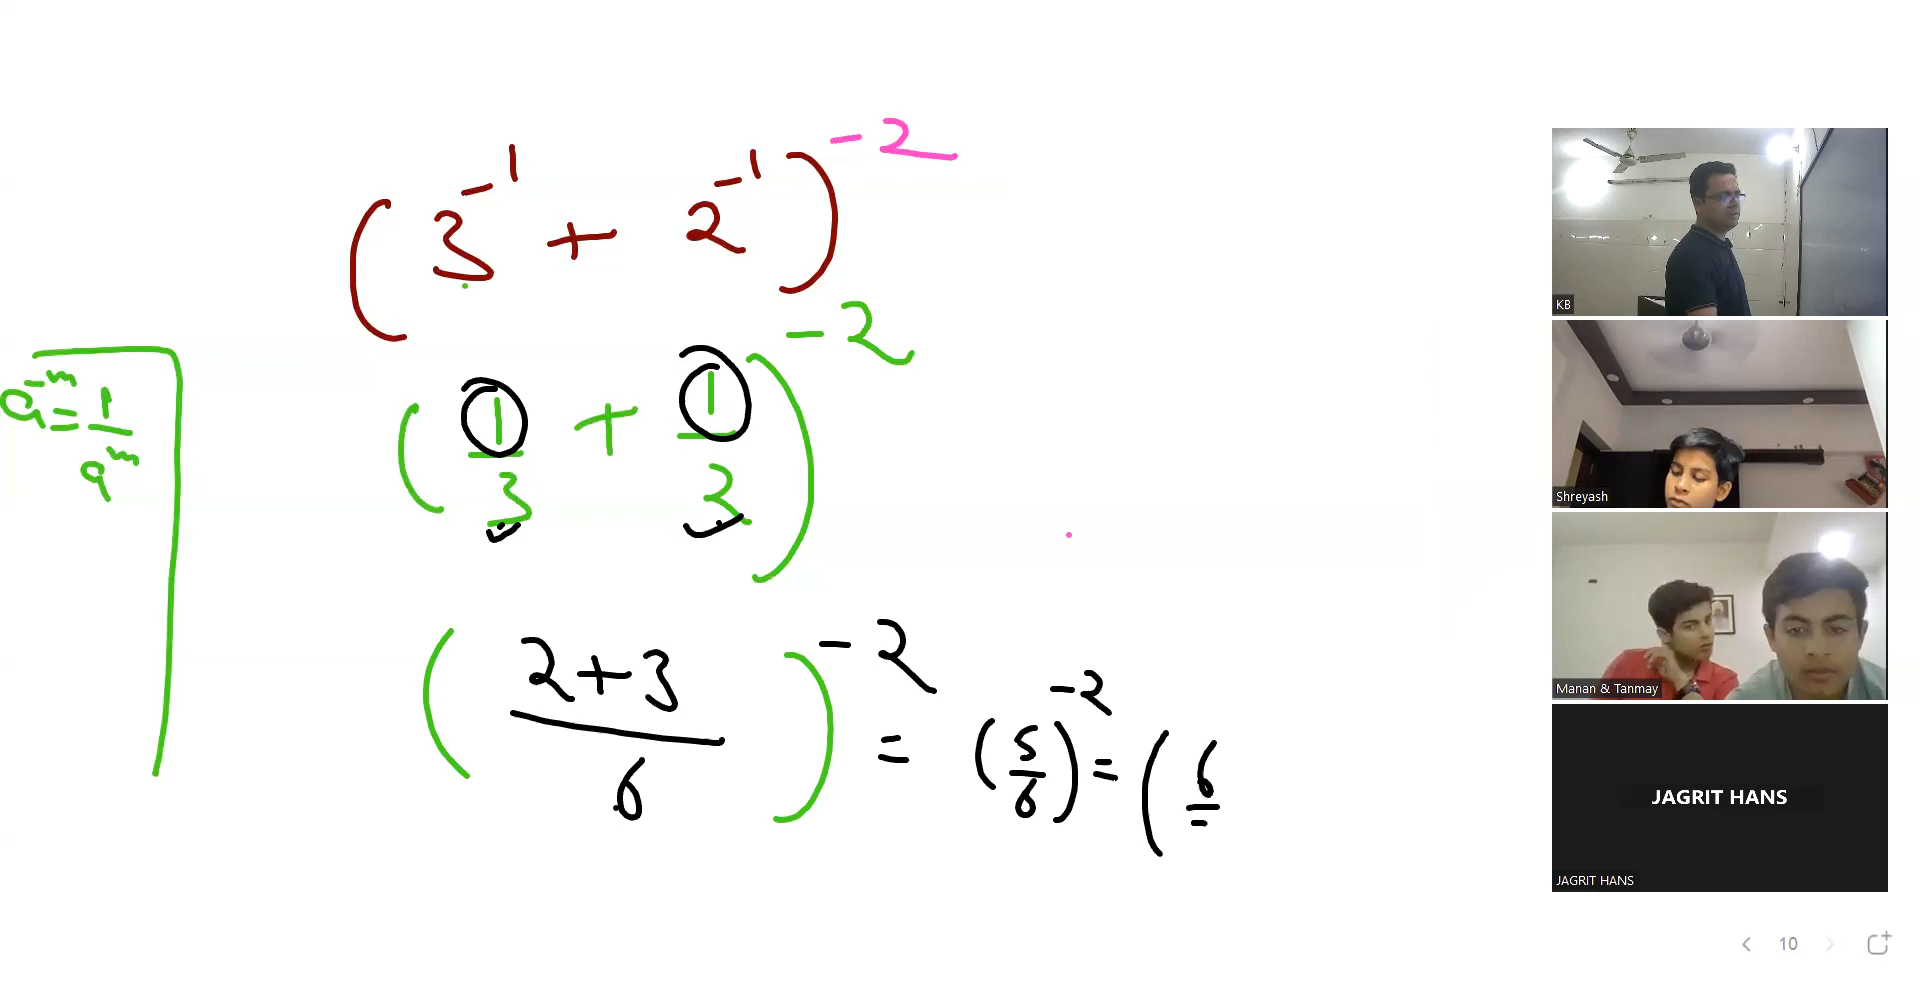 (3⁻¹ + 2⁻¹)⁻²
(1/3 + 1/2)⁻²
a⁻ᵐ = 1/aᵐ
((2+3)/6)⁻² = (5/6)⁻² = (6
KB
Shreyash
Manan & Tanmay
JAGRIT HANS
JAGRIT HANS
10